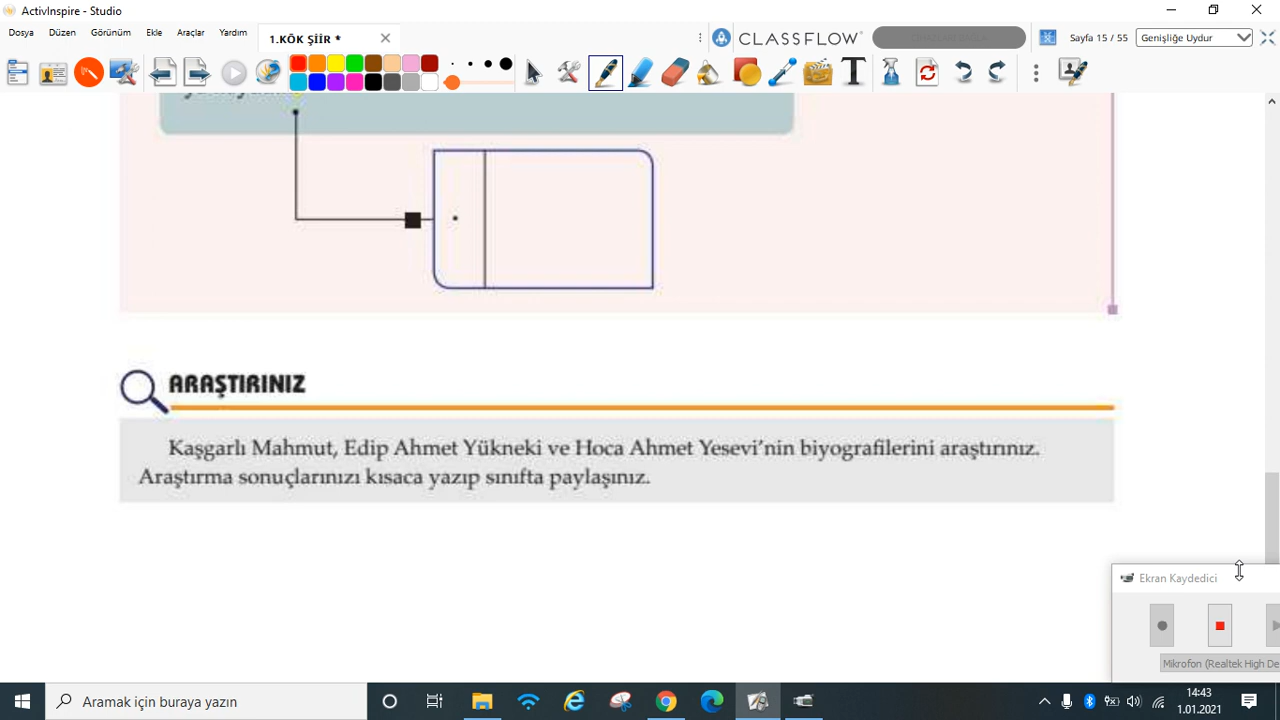 ActivInspire - Studio
Dosya Düzen Görünüm Ekle Araçlar Yardım
1.KÖK ŞİİR *
CLASSFLOW
Sayfa 15 / 55
Genişliğe Uydur
ARAŞTIRINIZ
Kaşgarlı Mahmut, Edip Ahmet Yükneki ve Hoca Ahmet Yesevi’nin biyografilerini araştırınız.
Araştırma sonuçlarınızı kısaca yazıp sınıfta paylaşınız.
Ekran Kaydedici
Mikrofon (Realtek High De
Aramak için buraya yazın
14:43
1.01.2021